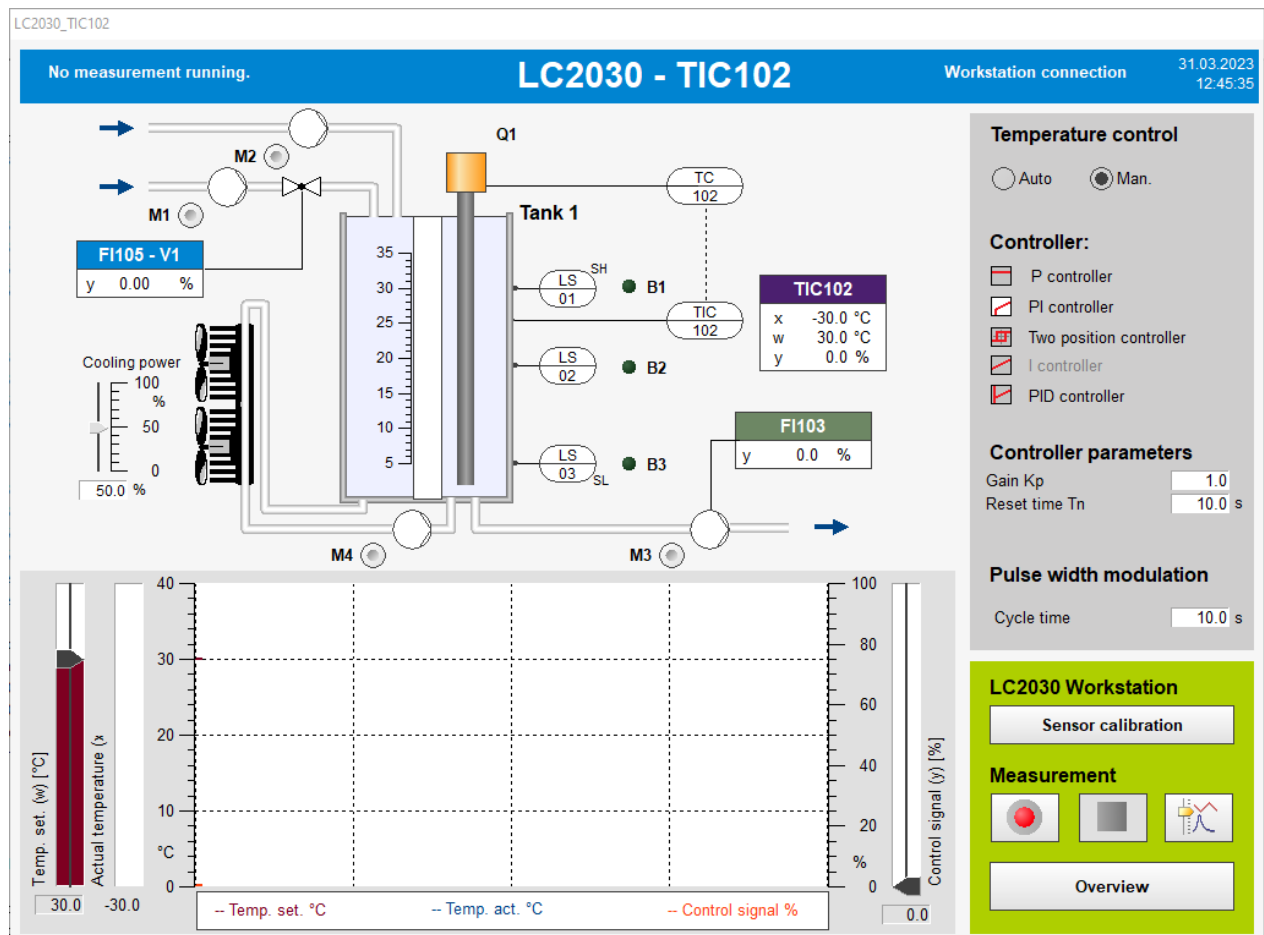 LC2030_TIC102
No measurement running.
LC2030 - TIC102
Workstation connection
31.03.2023
12:45:35
Q1
M2
M1
Tank 1
FI105 - V1
y 0.00 %
TC
102
35
30
25
20
15
10
5
LS
01
SH
B1
TIC
102
LS
02
B2
LS
03
SL
B3
TIC102
x -30.0 °C
w 30.0 °C
y 0.0 %
FI103
y 0.0 %
Cooling power
100
%
50
0
50.0 %
M4
M3
Temperature control
Auto
Man.
Controller:
P controller
PI controller
Two position controller
I controller
PID controller
Controller parameters
Gain Kp 1.0
Reset time Tn 10.0 s
Pulse width modulation
Cycle time 10.0 s
LC2030 Workstation
Sensor calibration
Measurement
Overview
Temp. set. (w) [°C]
30.0
Actual temperature (x
-30.0
40
30
20
10
°C
0
100
80
60
40
20
%
0
Control signal (y) [%]
0.0
-- Temp. set. °C
-- Temp. act. °C
-- Control signal %